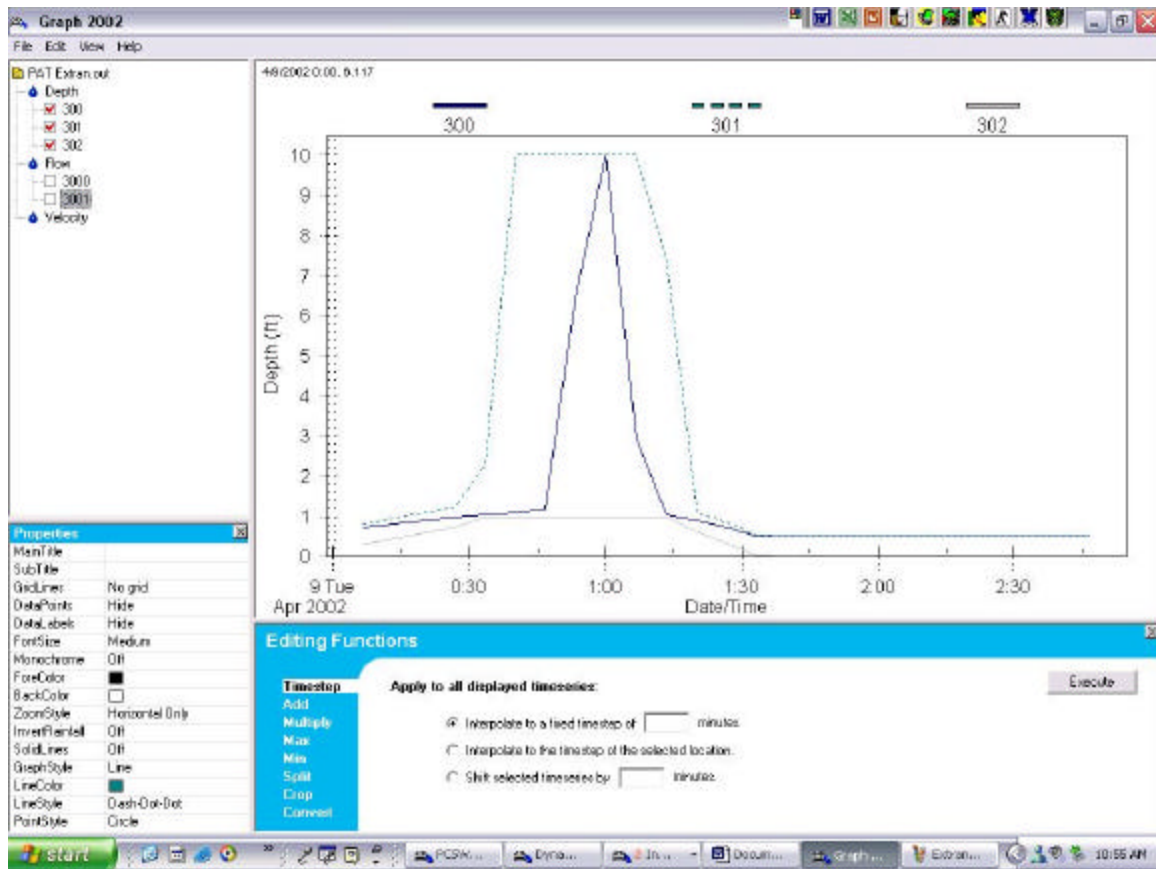 Graph 2002
File Edit View Help
PAT Extran.out
Depth
300
301
302
Flow
3000
3001
Velocity
4/9/2002 0:00, 9.117
300 301 302
10
9
8
7
6
5
4
3
2
1
0
Depth (ft)
9 Tue 0:30 1:00 1:30 2:00 2:30
Apr 2002 Date/Time
Properties
MainTitle
SubTitle
GridLines No grid
DataPoints Hide
DataLabels Hide
FontSize Medium
Monochrome Off
ForeColor
BackColor
ZoomStyle Horizontal Only
InvertRainfall Off
SolidLines Off
GraphStyle Line
LineColor
LineStyle Dash-Dot-Dot
PointStyle Circle
Editing Functions
Timestep
Add
Multiply
Max
Min
Split
Crop
Convert
Apply to all displayed timeseries:
Execute
Interpolate to a fixed timestep of minutes.
Interpolate to the timestep of the selected location.
Shift selected timeseries by minutes.
start PCSW... Dyna... 2 In... Docum... Graph ... Extran... 10:55 AM